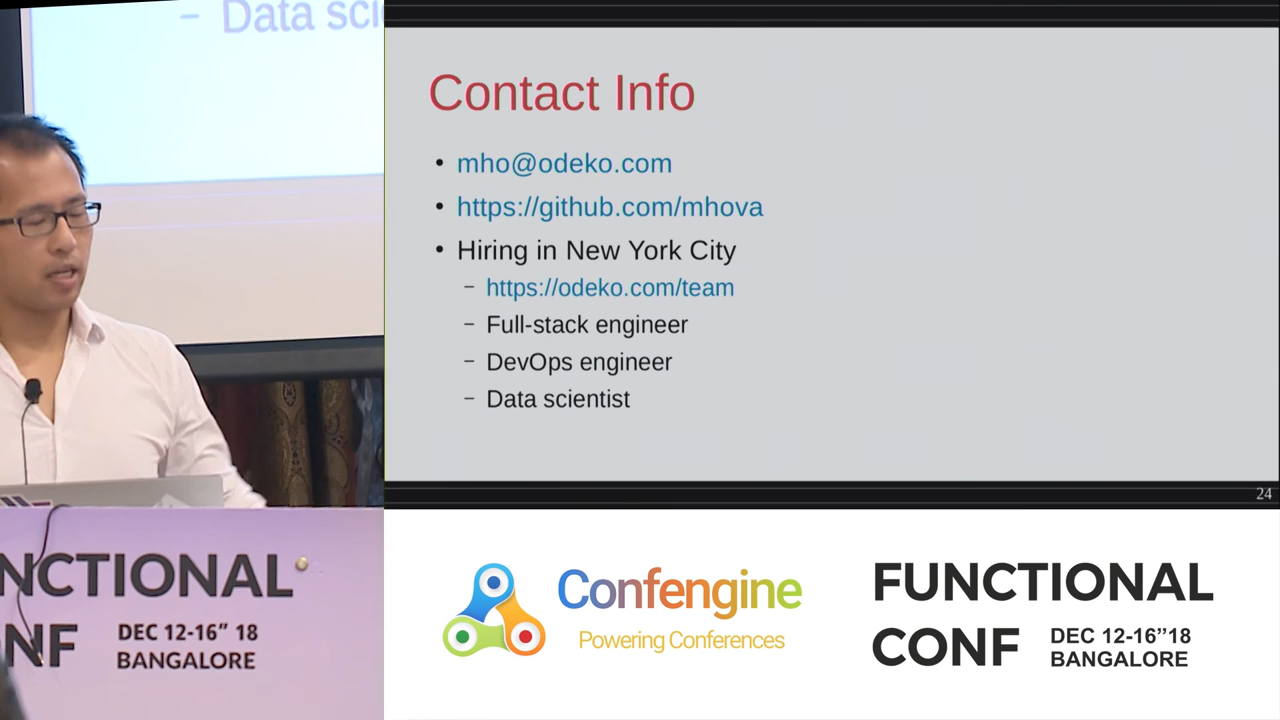 – Data sci
Contact Info
• mho@odeko.com
• https://github.com/mhova
• Hiring in New York City
– https://odeko.com/team
– Full-stack engineer
– DevOps engineer
– Data scientist
24
NCTIONAL
NF
DEC 12-16” 18
BANGALORE
Confengine
Powering Conferences
FUNCTIONAL
CONF
DEC 12-16”18
BANGALORE